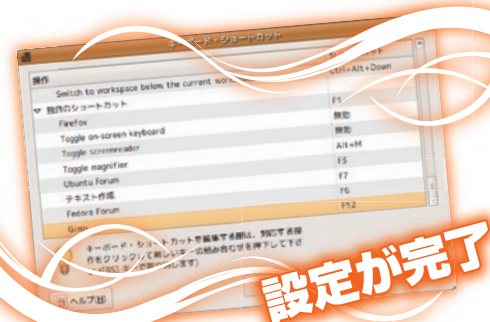 キーボード・ショートカット
操作
Switch to workspace below the current
Ctrl+Alt+Down
▽ 独自のショートカット
Firefox F1
Toggle on-screen keyboard 無効
Toggle screenreader 無効
Toggle magnifier Alt+M
Ubuntu Forum F5
テキスト作成 F7
Fedora Forum F6
Gimp F12
キーボード・ショートカットを編集する際は、対応する操
作をクリックして新しいキーの組み合わせを押下して下さ
ヘルプ(H)
設定が完了